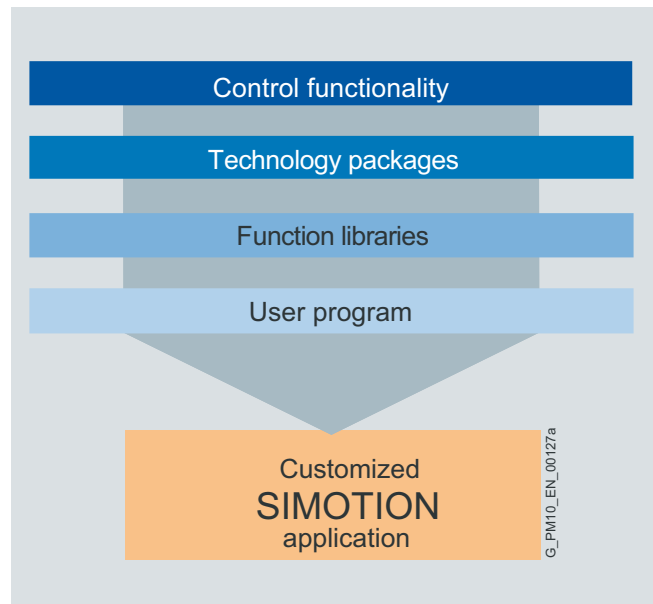 Control functionality
Technology packages
Function libraries
User program
Customized
SIMOTION
application
G_PM10_EN_00127a